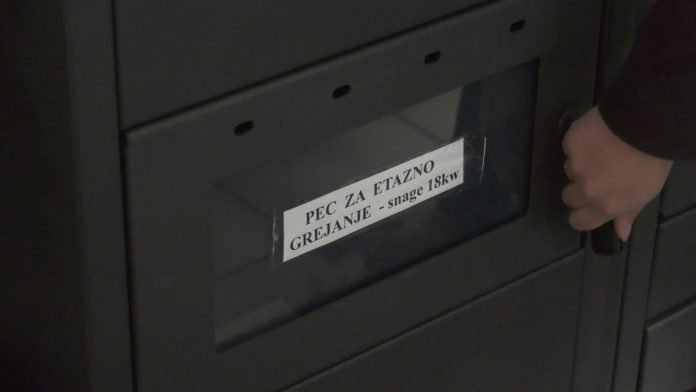 PEC ZA ETAZNO
GREJANJE - snage 18kw